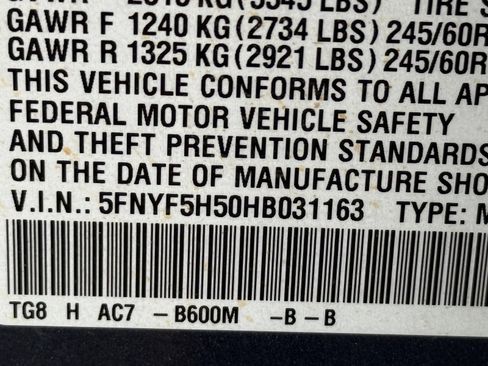 GAWR F 1240 KG (2734 LBS) 245/60R
GAWR R 1325 KG (2921 LBS) 245/60R
THIS VEHICLE CONFORMS TO ALL AP
FEDERAL MOTOR VEHICLE SAFETY
AND THEFT PREVENTION STANDARDS
ON THE DATE OF MANUFACTURE SHO
V.I.N.: 5FNYF5H50HB031163 TYPE: M
TG8 H AC7 – B600M – B – B